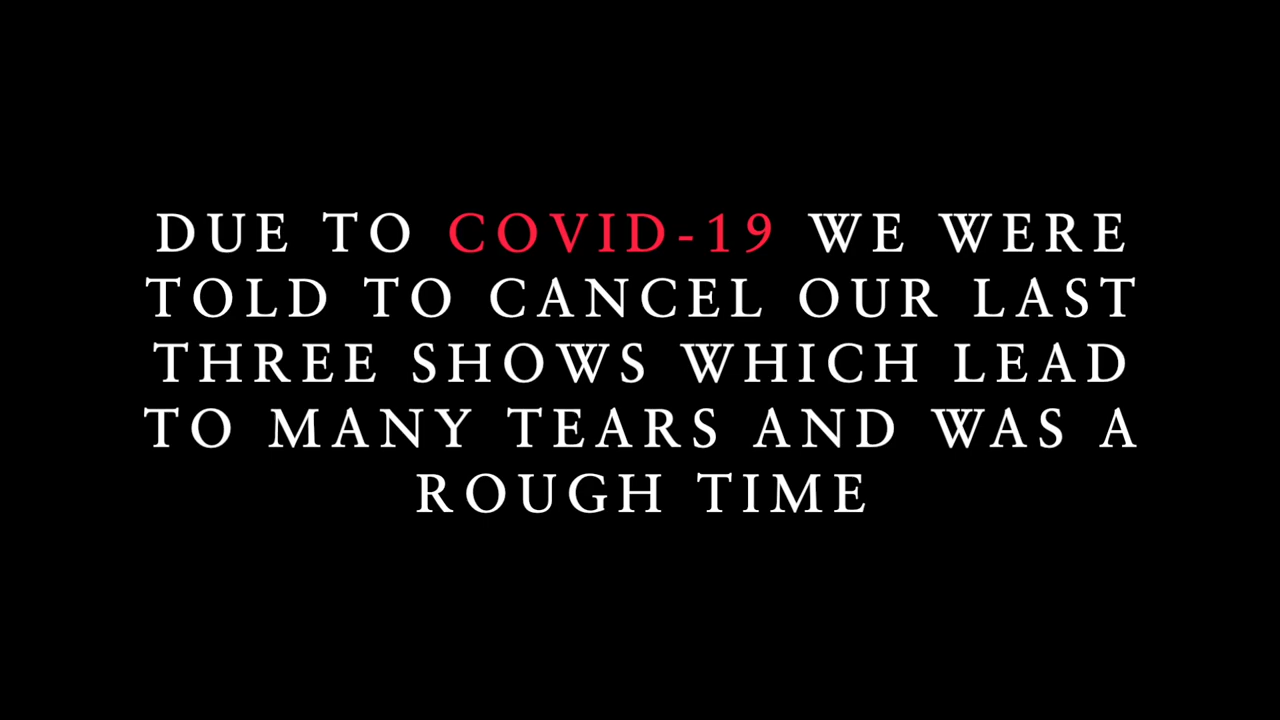 DUE TO COVID-19 WE WERE
TOLD TO CANCEL OUR LAST
THREE SHOWS WHICH LEAD
TO MANY TEARS AND WAS A
ROUGH TIME